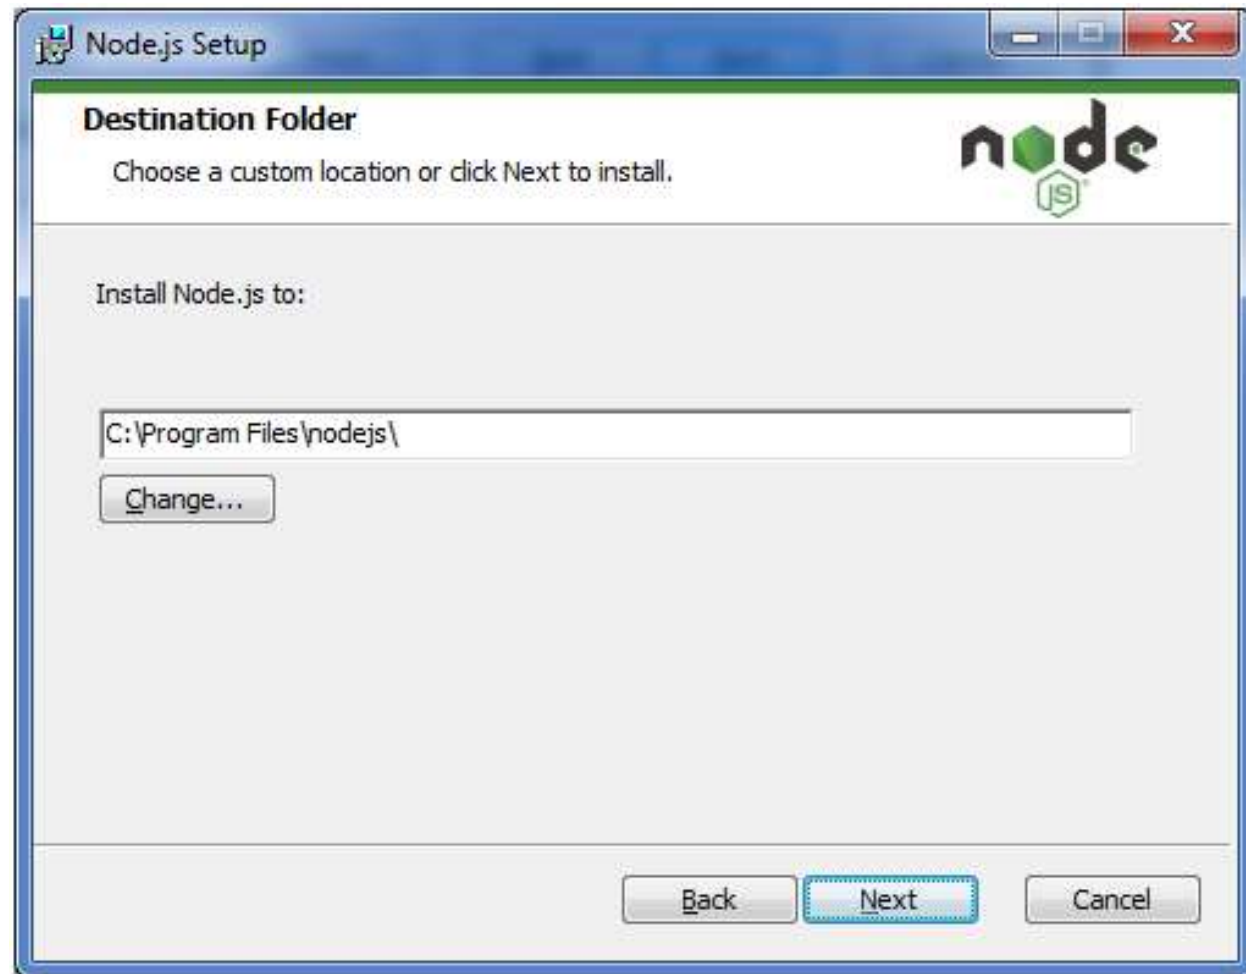 Node.js Setup
Destination Folder
Choose a custom location or click Next to install.
node
JS
Install Node.js to:
C:\Program Files\nodejs\
Change...
Back
Next
Cancel